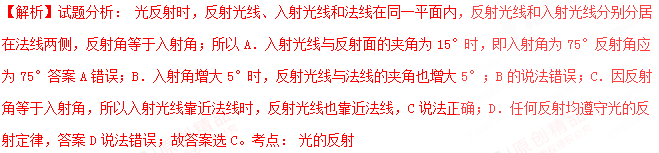 【解析】试题分析: 光反射时,反射光线、入射光线和法线在同一平面内,反射光线和入射光线分别分居
在法线两侧,反射角等于入射角;所以 A. 入射光线与反射面的夹角为 15° 时,即入射角为 75° 反射角应
为 75° 答案 A 错误;B. 入射角增大 5° 时,反射光线与法线的夹角也增大 5°;B 的说法错误;C. 因反射
角等于入射角,所以入射光线靠近法线时,反射光线也靠近法线,C 说法正确;D. 任何反射均遵守光的反
射定律,答案 D 说法错误;故答案选 C。考点: 光的反射